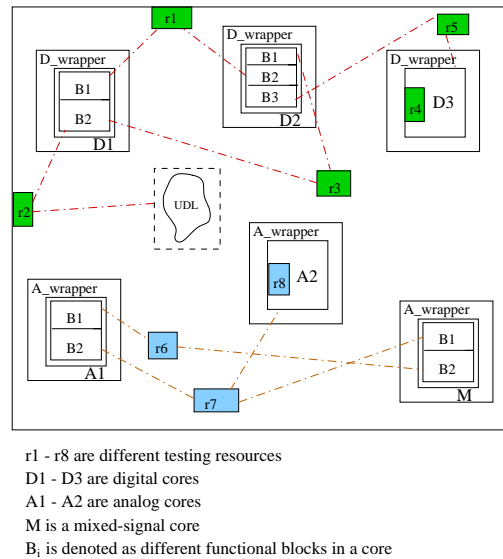 r1
r5
D_wrapper
D_wrapper
D_wrapper
B1
B2
D1
B1
B2
B3
D2
r4
D3
r2
UDL
r3
A_wrapper
r8
A2
A_wrapper
B1
B2
A1
r6
r7
A_wrapper
B1
B2
M
r1 - r8 are different testing resources
D1 - D3 are digital cores
A1 - A2 are analog cores
M is a mixed-signal core
Bi is denoted as different functional blocks in a core